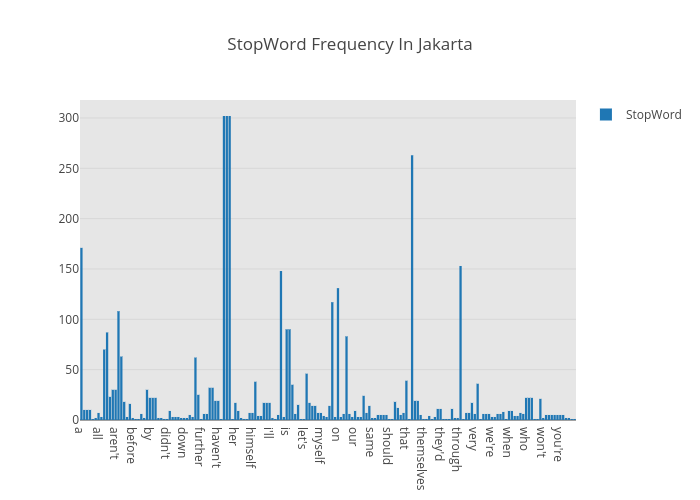 StopWord Frequency In Jakarta
StopWord
300
250
200
150
100
50
0
a
all
aren't
before
by
didn't
down
further
haven't
her
himself
i'll
is
let's
myself
on
our
same
should
that
themselves
they'd
through
very
we're
when
who
won't
you're